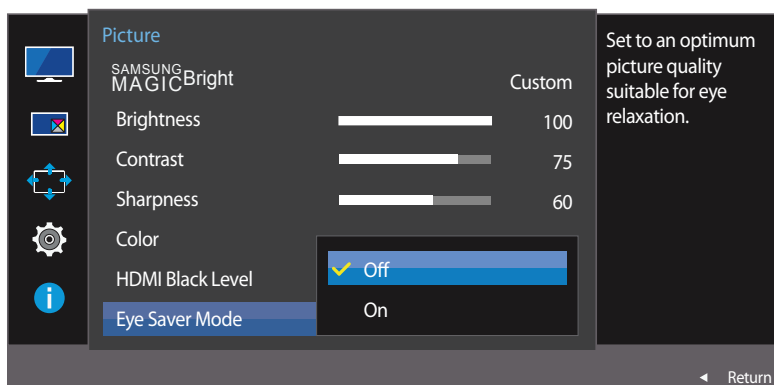 Picture
SAMSUNG
MAGICBright Custom
Brightness 100
Contrast 75
Sharpness 60
Color
HDMI Black Level
Eye Saver Mode
Off
On
Set to an optimum
picture quality
suitable for eye
relaxation.
Return